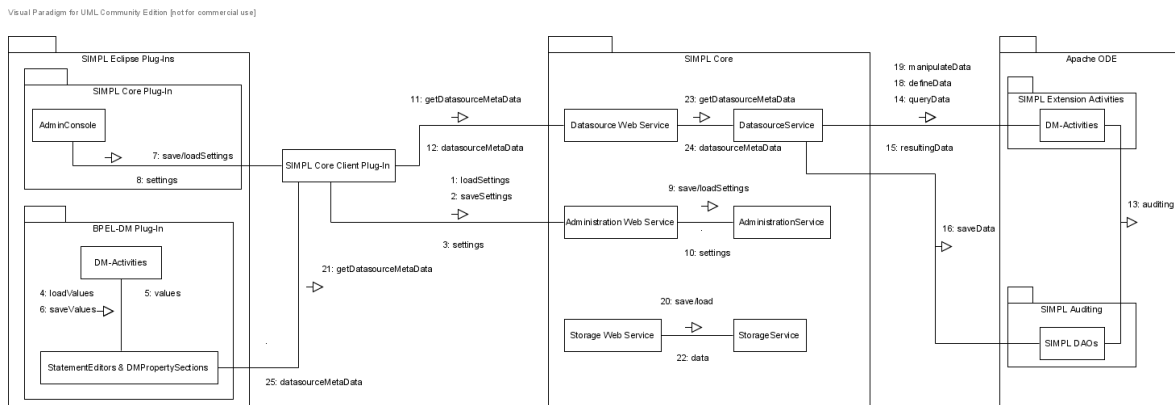 Visual Paradigm for UML Community Edition [not for commercial use]
SIMPL Eclipse Plug-Ins
SIMPL Core Plug-In
AdminConsole
7: save/loadSettings
8: settings
BPEL-DM Plug-In
DM-Activities
4: loadValues
6: saveValues
5: values
StatementEditors & DMPropertySections
SIMPL Core Client Plug-In
11: getDatasourceMetaData
12: datasourceMetaData
1: loadSettings
2: saveSettings
3: settings
21: getDatasourceMetaData
25: datasourceMetaData
SIMPL Core
Datasource Web Service
23: getDatasourceMetaData
24: datasourceMetaData
DatasourceService
Administration Web Service
9: save/loadSettings
10: settings
AdministrationService
Storage Web Service
20: save/load
22: data
StorageService
19: manipulateData
18: defineData
14: queryData
15: resultingData
16: saveData
Apache ODE
SIMPL Extension Activities
DM-Activities
13: auditing
SIMPL Auditing
SIMPL DAOs